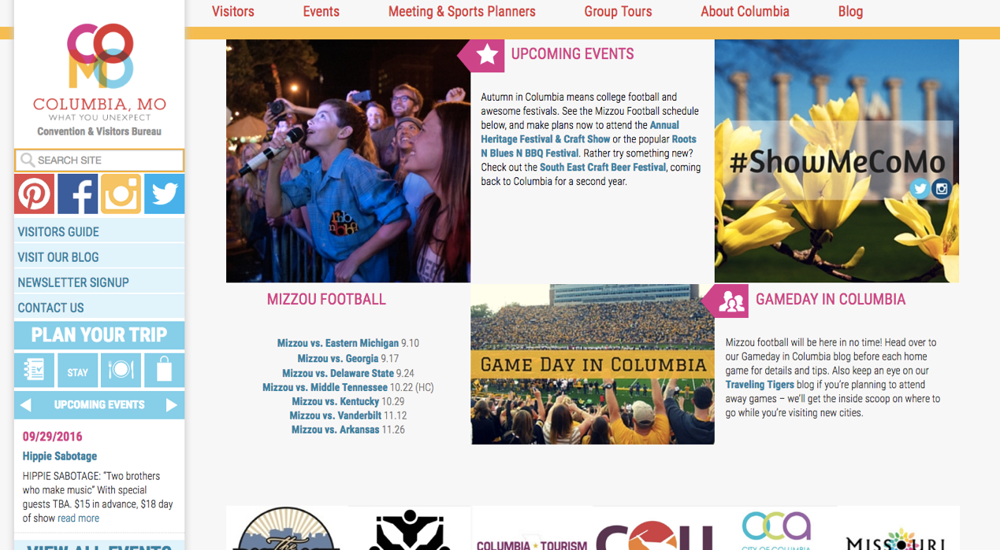 Visitors
Events
Meeting & Sports Planners
Group Tours
About Columbia
Blog
COMO
COLUMBIA, MO
WHAT YOU UNEXPECT
Convention & Visitors Bureau
SEARCH SITE
VISITORS GUIDE
VISIT OUR BLOG
NEWSLETTER SIGNUP
CONTACT US
PLAN YOUR TRIP
STAY
UPCOMING EVENTS
09/29/2016
Hippie Sabotage
HIPPIE SABOTAGE: “Two brothers
who make music” With special
guests TBA. $15 in advance, $18 day
of show read more
VIEW ALL EVENTS
UPCOMING EVENTS
Autumn in Columbia means college football and
awesome festivals. See the Mizzou Football schedule
below, and make plans now to attend the Annual
Heritage Festival & Craft Show or the popular Roots
N Blues N BBQ Festival. Rather try something new?
Check out the South East Craft Beer Festival, coming
back to Columbia for a second year.
#ShowMeCoMo
MIZZOU FOOTBALL
Mizzou vs. Eastern Michigan 9.10
Mizzou vs. Georgia 9.17
Mizzou vs. Delaware State 9.24
Mizzou vs. Middle Tennessee 10.22 (HC)
Mizzou vs. Kentucky 10.29
Mizzou vs. Vanderbilt 11.12
Mizzou vs. Arkansas 11.26
GAME DAY IN COLUMBIA
GAMEDAY IN COLUMBIA
Mizzou football will be here in no time! Head over to
our Gameday in Columbia blog before each home
game for details and tips. Also keep an eye on our
Traveling Tigers blog if you’re planning to attend
away games – we’ll get the inside scoop on where to
go while you’re visiting new cities.
COLUMBIA TOURISM
oca
CITY OF COLUMBIA
MISSOURI